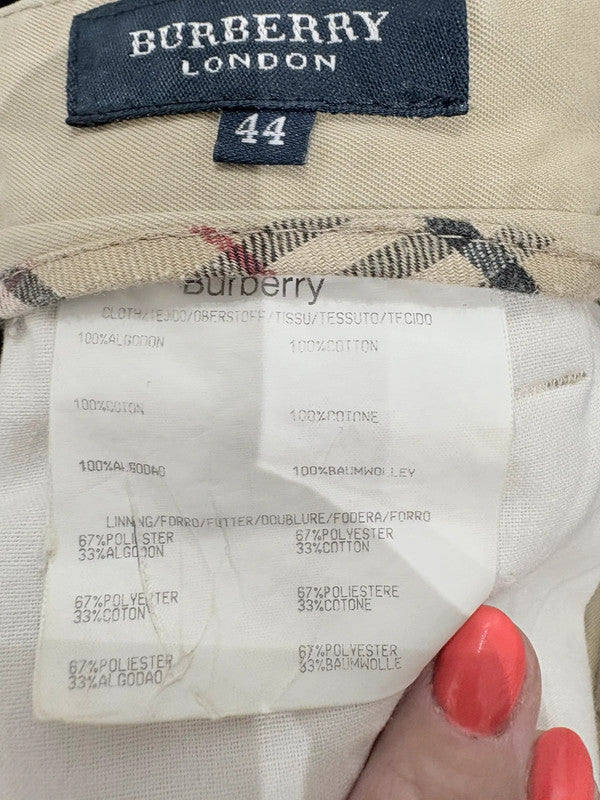 BURBERRY
LONDON
44
Burberry
CLOTH/TEJIDO/OBERSTOFF/TISSU/TESSUTO/TECIDO
100%ALGODON 100%COTTON
100%COTON 100%COTONE
100%ALGODAO 100%BAUMWOLLEY
LINNNG/FORRO/FUTTER/DOUBLURE/FODERA/FORRO
67%POLIESTER 67%POLYESTER
33%ALGODON 33%COTTON
67%POLYESTER 67%POLIESTERE
33%COTON 33%COTONE
67%POLIESTER 67%POLYESTER
33%ALGODAO 33%BAUMWOLLE